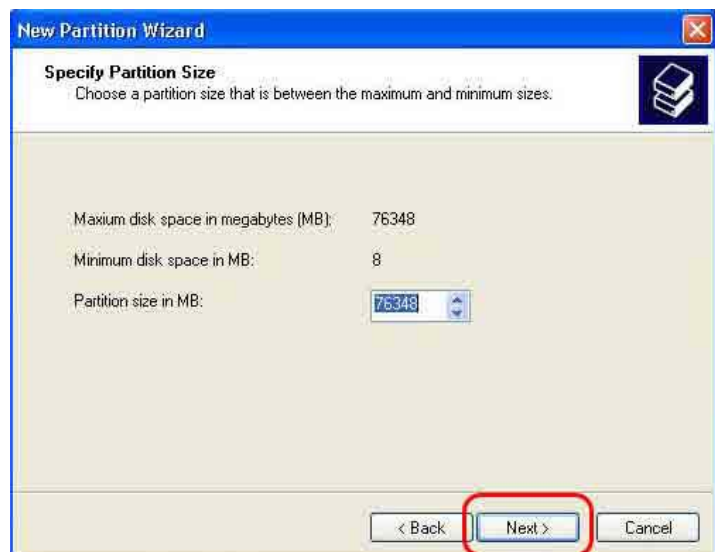 New Partition Wizard
Specify Partition Size
Choose a partition size that is between the maximum and minimum sizes.
Maxium disk space in megabytes (MB): 76348
Minimum disk space in MB: 8
Partition size in MB: 76348
< Back Next > Cancel